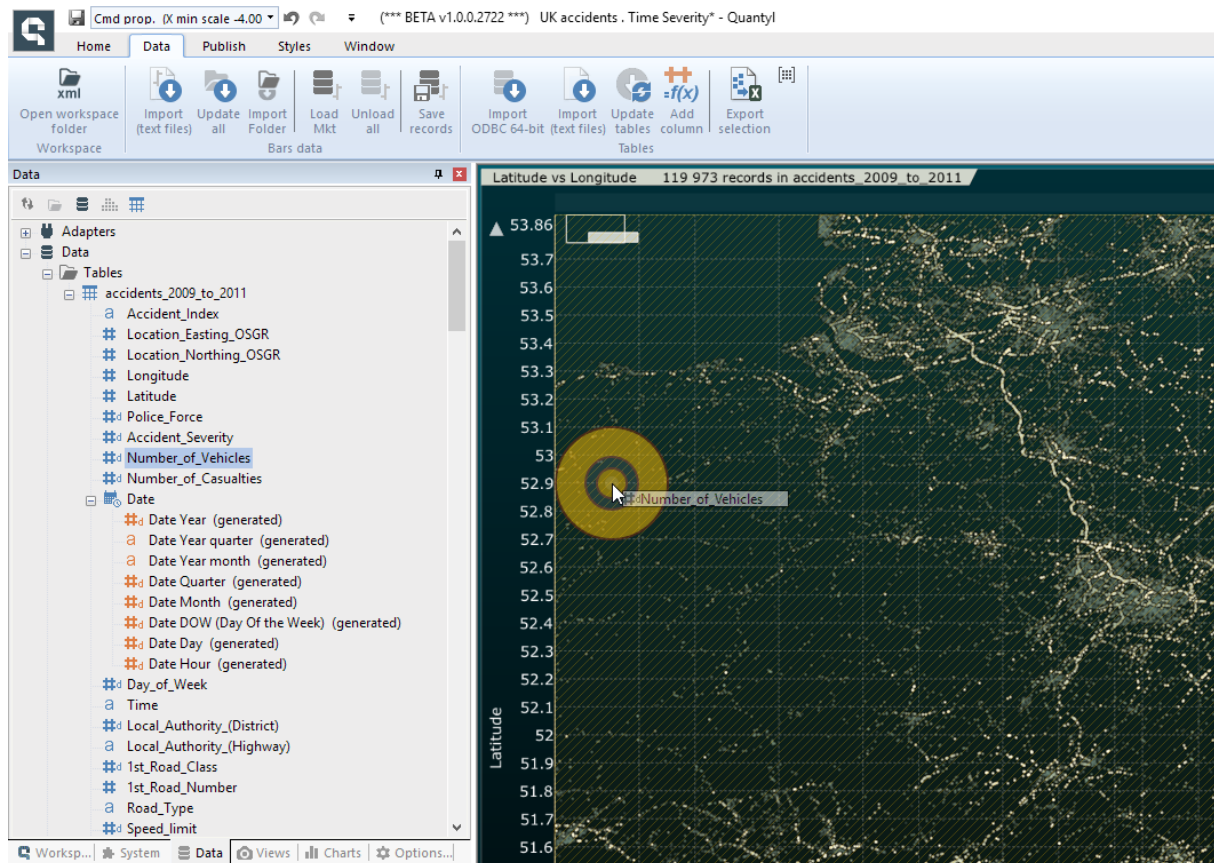 Cmd prop. (X min scale -4.00
(*** BETA v1.0.0.2722 ***) UK accidents . Time Severity* - Quantyl
Home Data Publish Styles Window
xml
=f(x)
Open workspace folder
Import (text files)
Update all
Import Folder
Load Mkt
Unload all
Save records
Import ODBC 64-bit
Import (text files)
Update tables
Add column
Export selection
Workspace
Bars data
Tables
Data
Adapters
Data
Tables
accidents_2009_to_2011
a Accident_Index
Location_Easting_OSGR
Location_Northing_OSGR
Longitude
Latitude
#d Police_Force
#d Accident_Severity
#d Number_of_Vehicles
#d Number_of_Casualties
Date
#d Date Year (generated)
a Date Year quarter (generated)
a Date Year month (generated)
#d Date Quarter (generated)
#d Date Month (generated)
#d Date DOW (Day Of the Week) (generated)
#d Date Day (generated)
#d Date Hour (generated)
#d Day_of_Week
a Time
#d Local_Authority_(District)
a Local_Authority_(Highway)
#d 1st_Road_Class
# 1st_Road_Number
a Road_Type
#d Speed_limit
Worksp... System Data Views Charts Options...
Latitude vs Longitude 119 973 records in accidents_2009_to_2011
53.86
53.7
53.6
53.5
53.4
53.3
53.2
53.1
53
52.9
#dNumber_of_Vehicles
52.8
52.7
52.6
52.5
52.4
52.3
52.2
52.1
52
51.9
51.8
51.7
51.6
Latitude